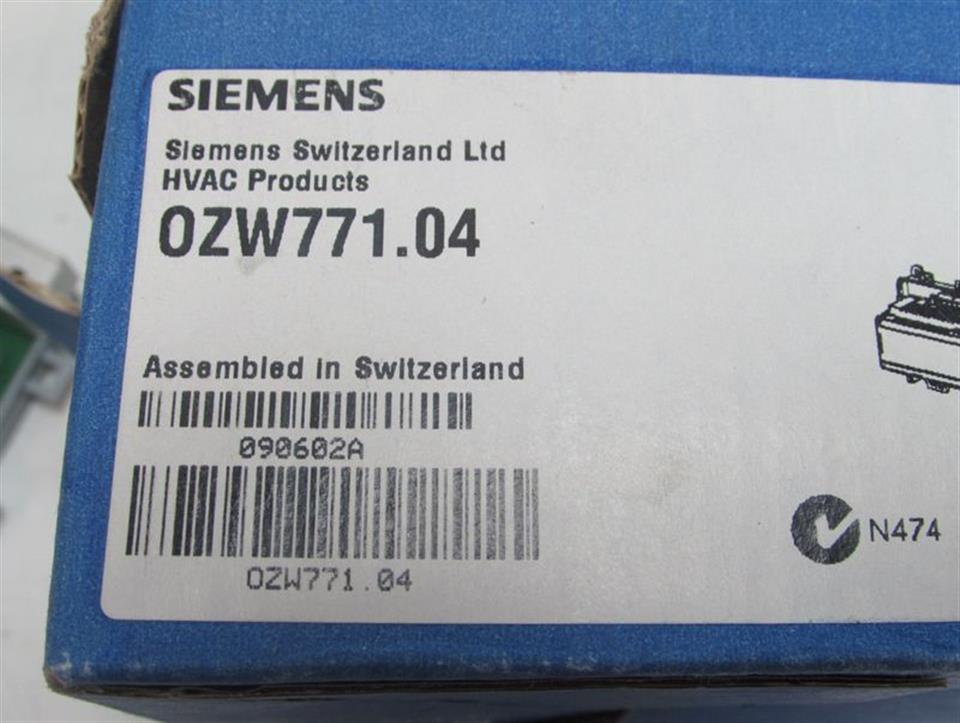 SIEMENS
Siemens Switzerland Ltd
HVAC Products
OZW771.04
Assembled in Switzerland
090602A
OZW771.04
N474